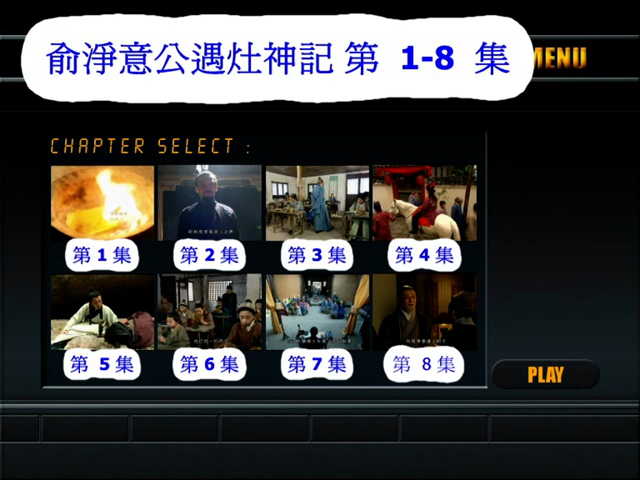 俞淨意公遇灶神記 第 1-8 集
MENU
CHAPTER SELECT :
第 1 集
第 2 集
第 3 集
第 4 集
第 5 集
第 6 集
第 7 集
第 8 集
PLAY